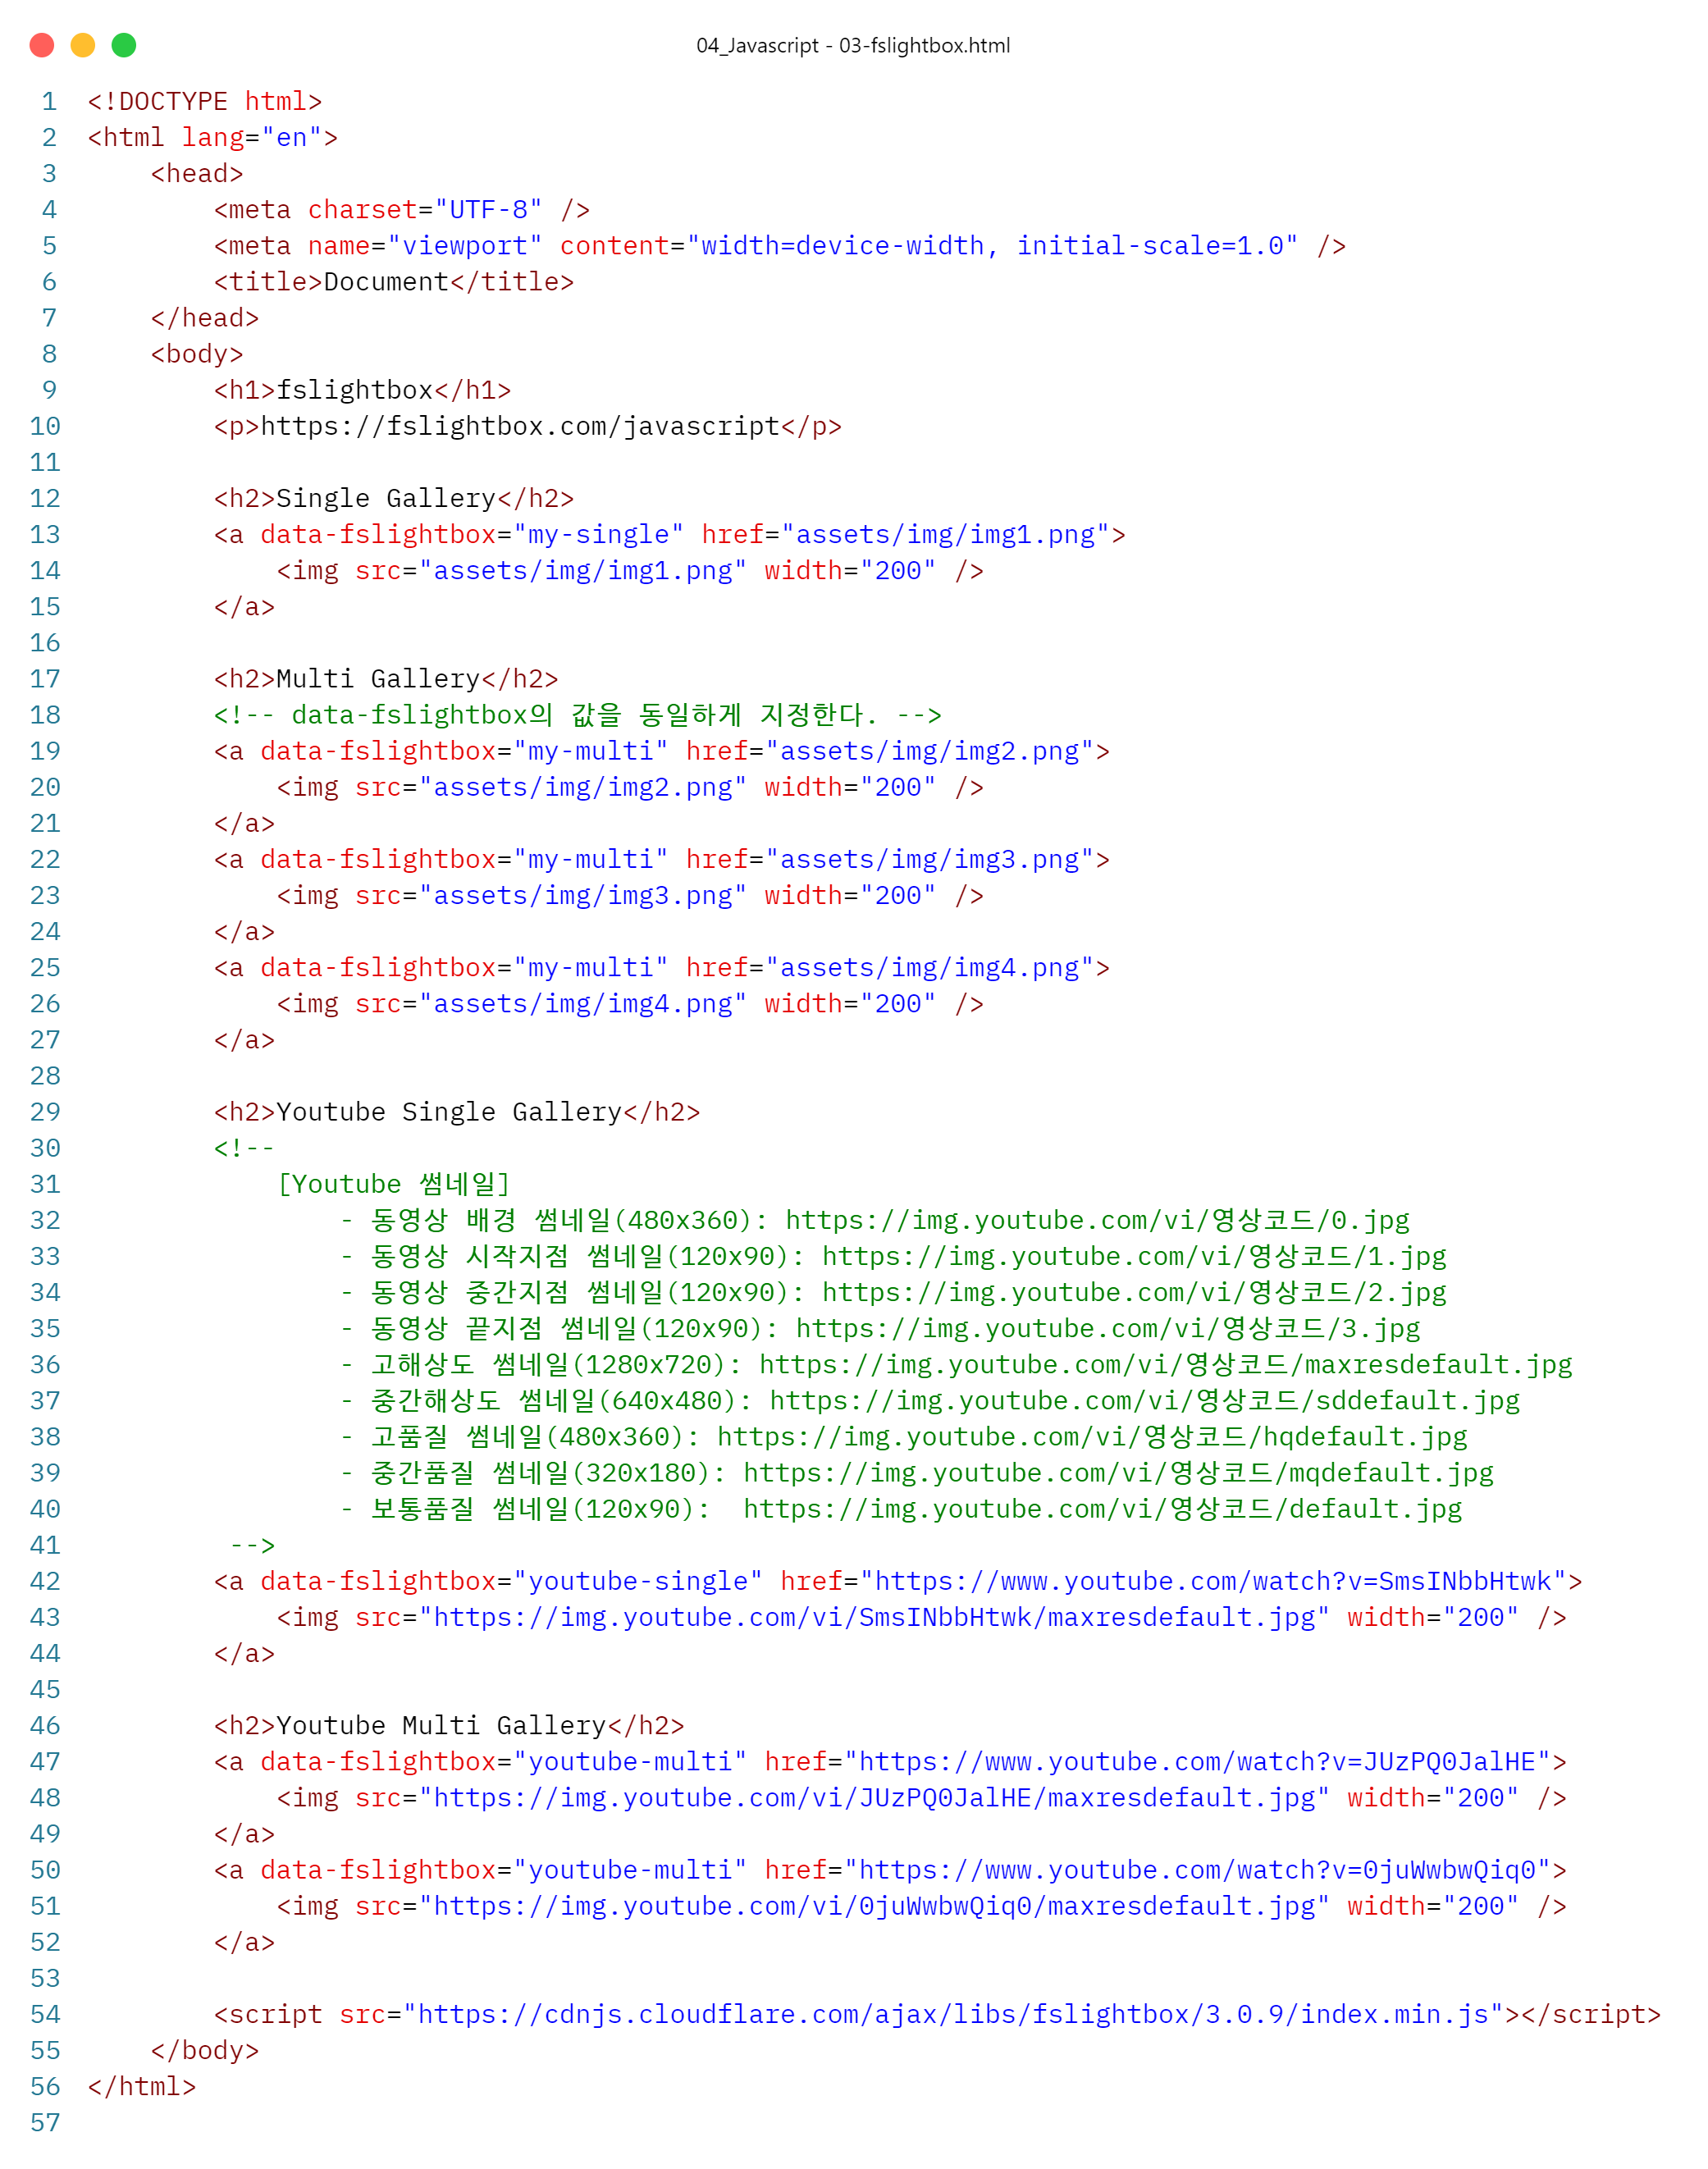 04_Javascript - 03-fslightbox.html
1 <!DOCTYPE html>
2 <html lang="en">
3     <head>
4         <meta charset="UTF-8" />
5         <meta name="viewport" content="width=device-width, initial-scale=1.0" />
6         <title>Document</title>
7     </head>
8     <body>
9         <h1>fslightbox</h1>
10         <p>https://fslightbox.com/javascript</p>
11
12         <h2>Single Gallery</h2>
13         <a data-fslightbox="my-single" href="assets/img/img1.png">
14             <img src="assets/img/img1.png" width="200" />
15         </a>
16
17         <h2>Multi Gallery</h2>
18         <!-- data-fslightbox의 값을 동일하게 지정한다. -->
19         <a data-fslightbox="my-multi" href="assets/img/img2.png">
20             <img src="assets/img/img2.png" width="200" />
21         </a>
22         <a data-fslightbox="my-multi" href="assets/img/img3.png">
23             <img src="assets/img/img3.png" width="200" />
24         </a>
25         <a data-fslightbox="my-multi" href="assets/img/img4.png">
26             <img src="assets/img/img4.png" width="200" />
27         </a>
28
29         <h2>Youtube Single Gallery</h2>
30         <!--
31             [Youtube 썸네일]
32                 - 동영상 배경 썸네일(480x360): https://img.youtube.com/vi/영상코드/0.jpg
33                 - 동영상 시작지점 썸네일(120x90): https://img.youtube.com/vi/영상코드/1.jpg
34                 - 동영상 중간지점 썸네일(120x90): https://img.youtube.com/vi/영상코드/2.jpg
35                 - 동영상 끝지점 썸네일(120x90): https://img.youtube.com/vi/영상코드/3.jpg
36                 - 고해상도 썸네일(1280x720): https://img.youtube.com/vi/영상코드/maxresdefault.jpg
37                 - 중간해상도 썸네일(640x480): https://img.youtube.com/vi/영상코드/sddefault.jpg
38                 - 고품질 썸네일(480x360): https://img.youtube.com/vi/영상코드/hqdefault.jpg
39                 - 중간품질 썸네일(320x180): https://img.youtube.com/vi/영상코드/mqdefault.jpg
40                 - 보통품질 썸네일(120x90):  https://img.youtube.com/vi/영상코드/default.jpg
41          -->
42         <a data-fslightbox="youtube-single" href="https://www.youtube.com/watch?v=SmsINbbHtwk">
43             <img src="https://img.youtube.com/vi/SmsINbbHtwk/maxresdefault.jpg" width="200" />
44         </a>
45
46         <h2>Youtube Multi Gallery</h2>
47         <a data-fslightbox="youtube-multi" href="https://www.youtube.com/watch?v=JUzPQ0JalHE">
48             <img src="https://img.youtube.com/vi/JUzPQ0JalHE/maxresdefault.jpg" width="200" />
49         </a>
50         <a data-fslightbox="youtube-multi" href="https://www.youtube.com/watch?v=0juWwbwQiq0">
51             <img src="https://img.youtube.com/vi/0juWwbwQiq0/maxresdefault.jpg" width="200" />
52         </a>
53
54         <script src="https://cdnjs.cloudflare.com/ajax/libs/fslightbox/3.0.9/index.min.js"></script>
55     </body>
56 </html>
57